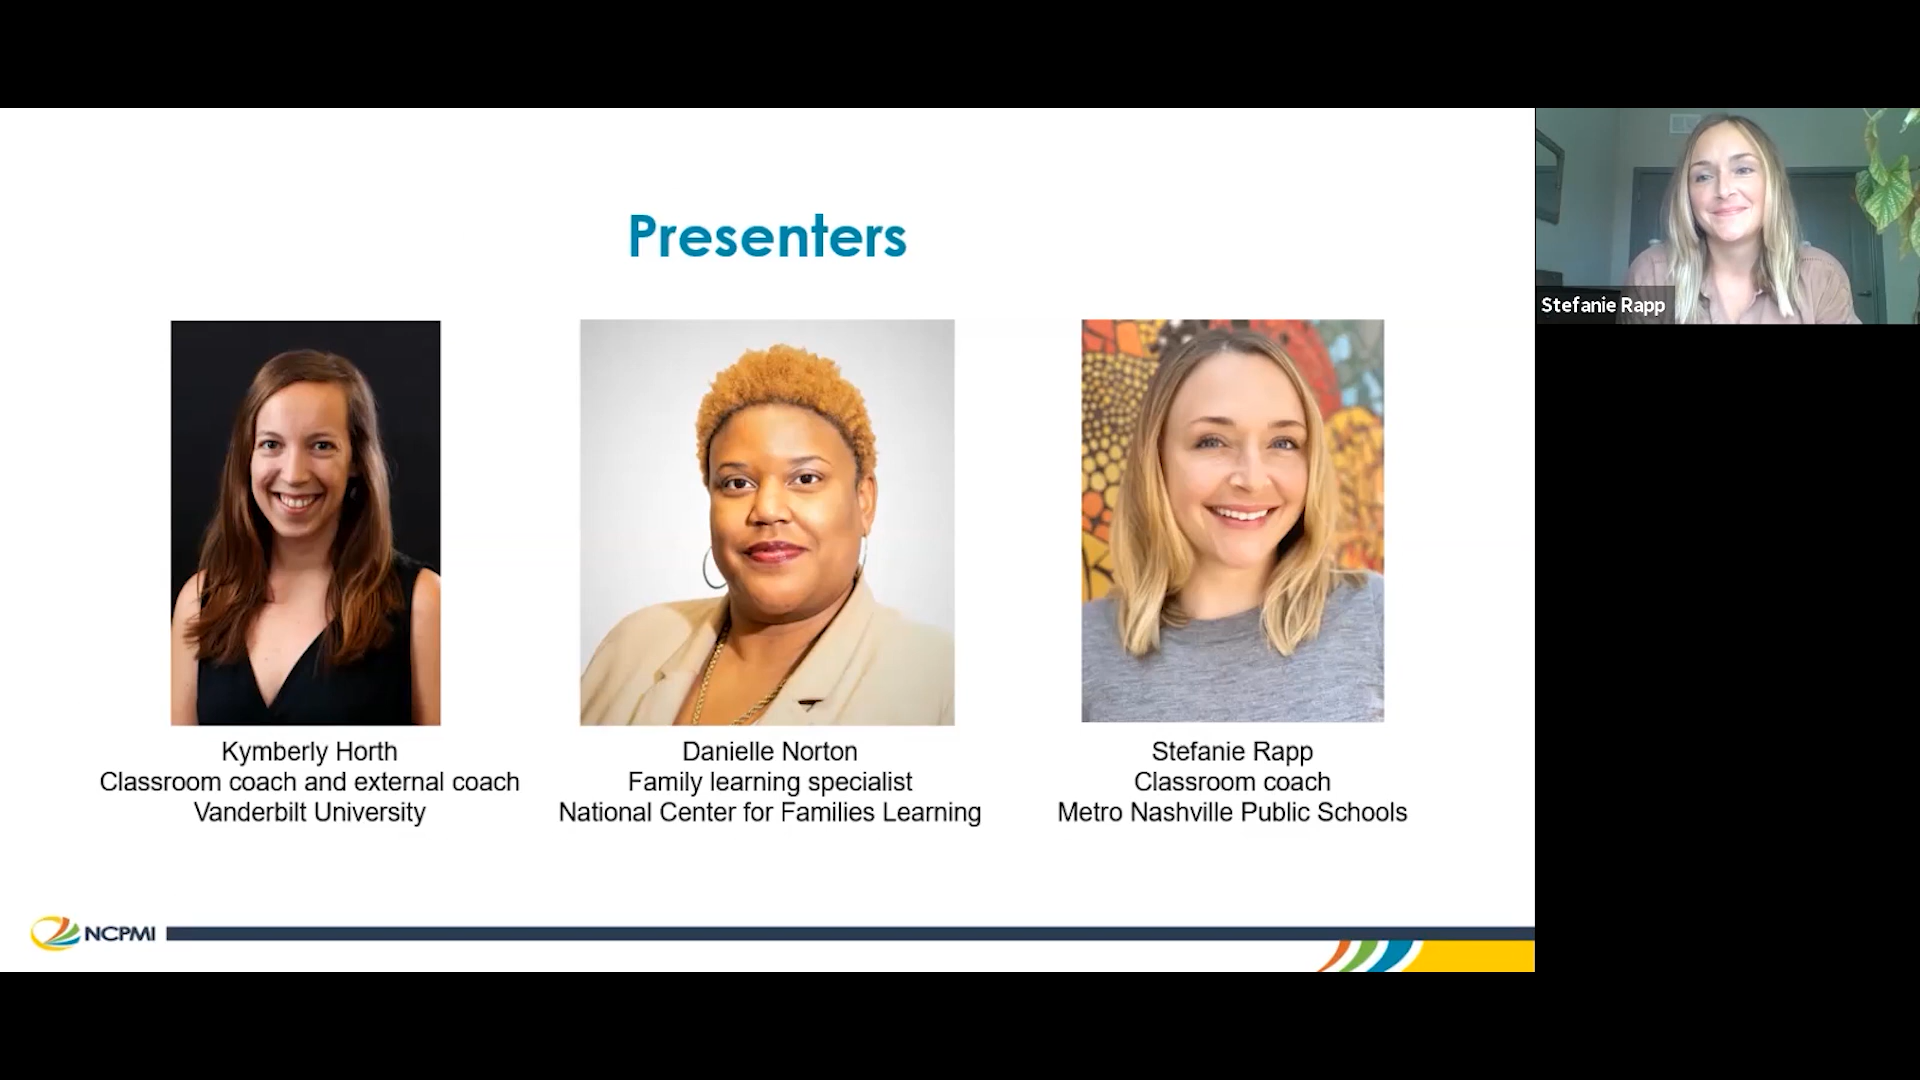 Presenters
Stefanie Rapp
Kymberly Horth
Classroom coach and external coach
Vanderbilt University
Danielle Norton
Family learning specialist
National Center for Families Learning
Stefanie Rapp
Classroom coach
Metro Nashville Public Schools
NCPMI